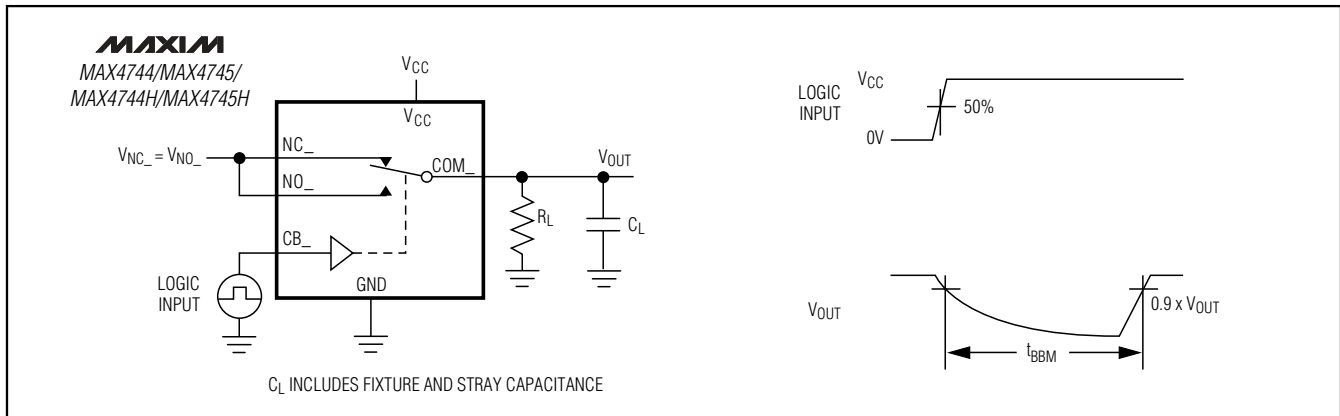 MAXIM
MAX4744/MAX4745/
MAX4744H/MAX4745H
VCC
VCC
VNC_ = VNO_
NC_
NO_
COM_
VOUT
RL
CL
CB_
LOGIC
INPUT
GND
CL INCLUDES FIXTURE AND STRAY CAPACITANCE
LOGIC
INPUT
VCC
50%
0V
VOUT
0.9 x VOUT
tBBM